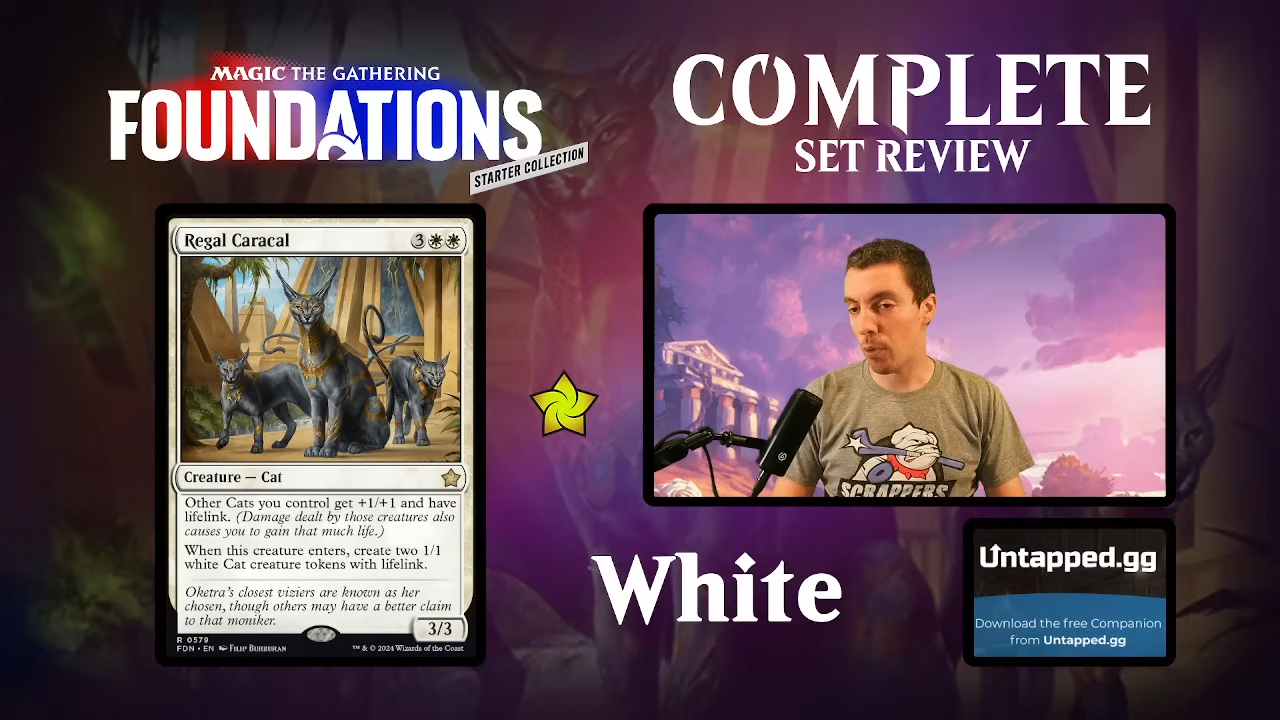 MAGIC THE GATHERING
FOUNDATIONS
STARTER COLLECTION
COMPLETE
SET REVIEW
Regal Caracal
3
Creature — Cat
Other Cats you control get +1/+1 and have
lifelink. (Damage dealt by those creatures also
causes you to gain that much life.)
When this creature enters, create two 1/1
white Cat creature tokens with lifelink.
Oketra's closest viziers are known as her
chosen, though others may have a better claim
to that moniker.
3/3
R 0579
FDN • EN FILIP BURBURAN
™ & © 2024 Wizards of the Coast
SCRAPPERS
White
Untapped.gg
Download the free Companion
from Untapped.gg